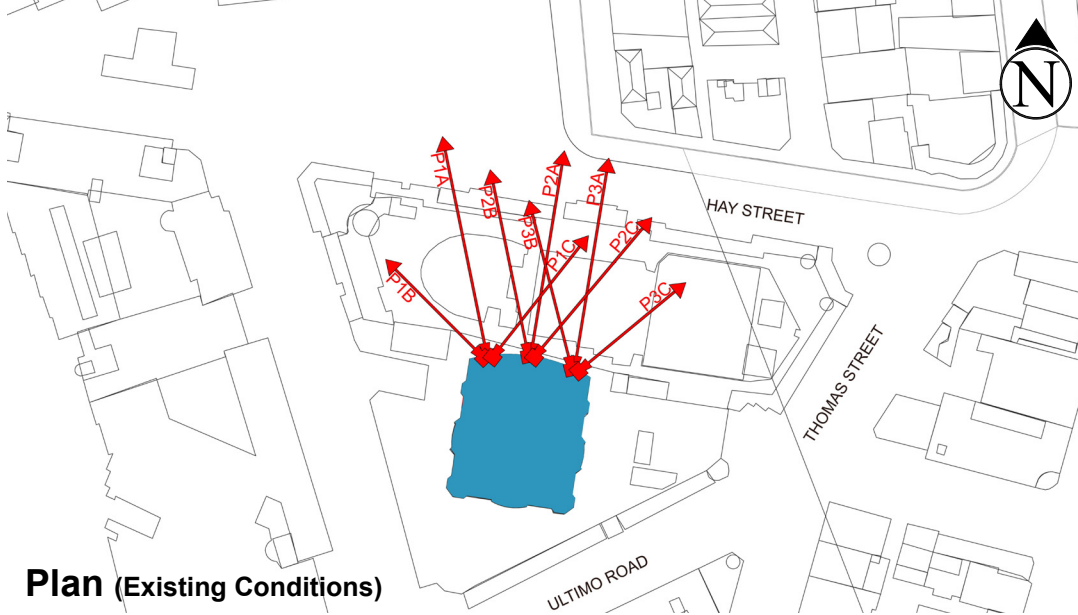 N
P1A
P2B
P2A
P3A
P3B
P1C
P2C
P1B
P3C
HAY STREET
THOMAS STREET
ULTIMO ROAD
Plan (Existing Conditions)